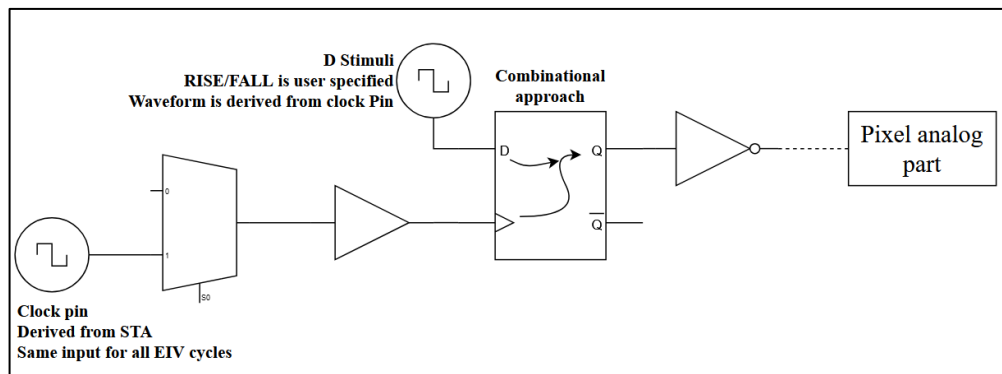 D Stimuli
RISE/FALL is user specified
Waveform is derived from clock Pin
Combinational
approach
D
Q
Q
Pixel analog
part
0
1
S0
Clock pin
Derived from STA
Same input for all EIV cycles